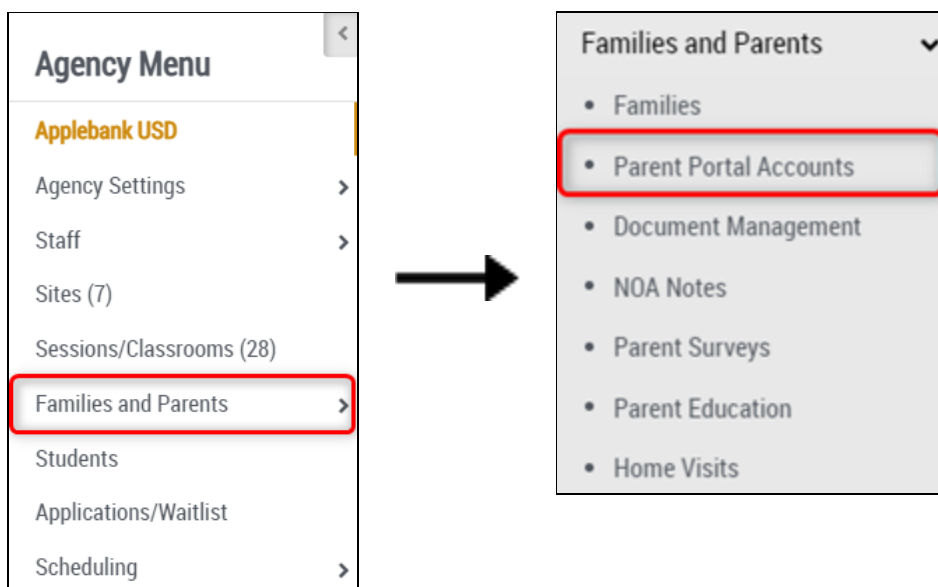 Agency Menu
Applebank USD
Agency Settings
Staff
Sites (7)
Sessions/Classrooms (28)
Families and Parents
Students
Applications/Waitlist
Scheduling
Families and Parents
• Families
• Parent Portal Accounts
• Document Management
• NOA Notes
• Parent Surveys
• Parent Education
• Home Visits